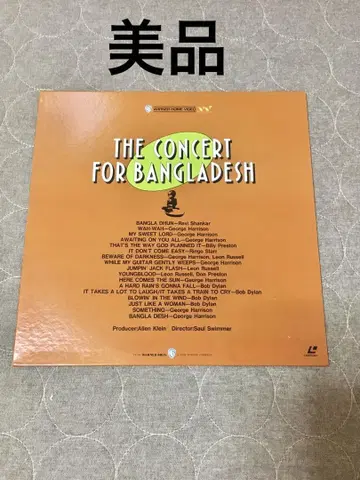 美品
WARNER HOME VIDEO
THE CONCERT
FOR BANGLADESH
BANGLA DHUN—Ravi Shankar
WAH-WAH—George Harrison
MY SWEET LORD—George Harrison
AWAITING ON YOU ALL—George Harrison
THAT'S THE WAY GOD PLANNED IT—Billy Preston
IT DON'T COME EASY—Ringo Starr
BEWARE OF DARKNESS—George Harrison, Leon Russell
WHILE MY GUITAR GENTLY WEEPS—George Harrison
JUMPIN' JACK FLASH—Leon Russell
YOUNGBLOOD—Leon Russell, Don Preston
HERE COMES THE SUN—George Harrison
A HARD RAIN'S GONNA FALL—Bob Dylan
IT TAKES A LOT TO LAUGH/IT TAKES A TRAIN TO CRY—Bob Dylan
BLOWIN' IN THE WIND—Bob Dylan
JUST LIKE A WOMAN—Bob Dylan
SOMETHING—George Harrison
BANGLA DESH—George Harrison
Producer:Allen Klein Director:Saul Swimmer